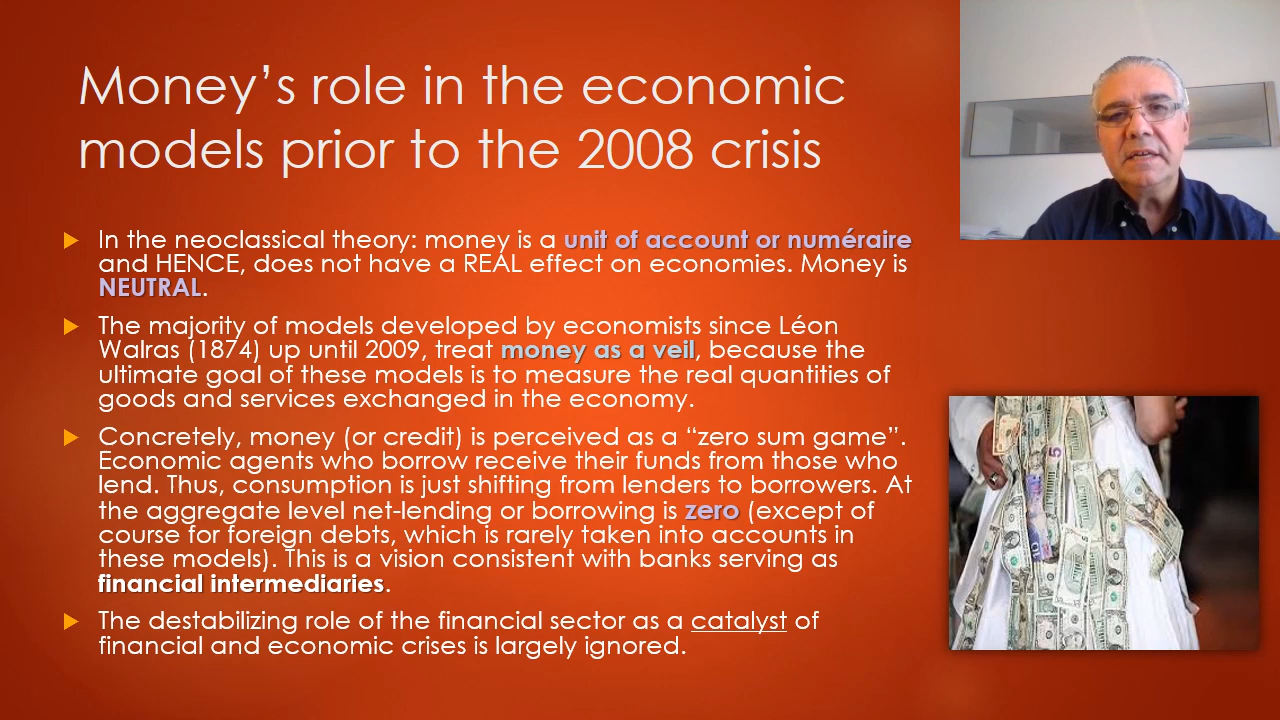 Money’s role in the economic
models prior to the 2008 crisis
In the neoclassical theory: money is a unit of account or numéraire
and HENCE, does not have a REAL effect on economies. Money is
NEUTRAL.
The majority of models developed by economists since Léon
Walras (1874) up until 2009, treat money as a veil, because the
ultimate goal of these models is to measure the real quantities of
goods and services exchanged in the economy.
Concretely, money (or credit) is perceived as a “zero sum game”.
Economic agents who borrow receive their funds from those who
lend. Thus, consumption is just shifting from lenders to borrowers. At
the aggregate level net-lending or borrowing is zero (except of
course for foreign debts, which is rarely taken into accounts in
these models). This is a vision consistent with banks serving as
financial intermediaries.
The destabilizing role of the financial sector as a catalyst of
financial and economic crises is largely ignored.